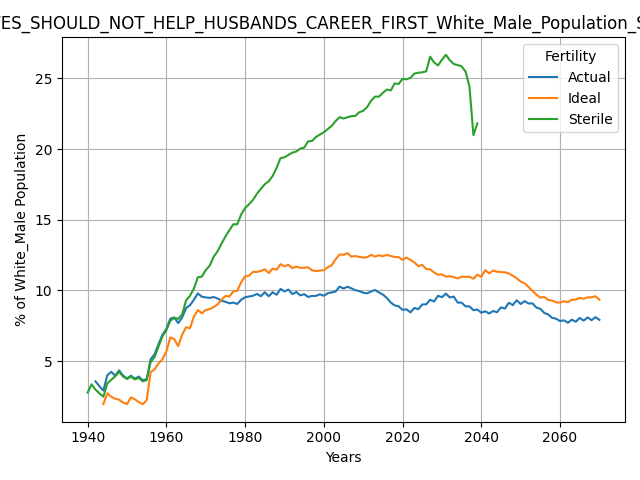 ES_SHOULD_NOT_HELP_HUSBANDS_CAREER_FIRST_White_Male_Population_S
Fertility
Actual
Ideal
Sterile
% of White_Male Population
25
20
15
10
5
1940 1960 1980 2000 2020 2040 2060
Years